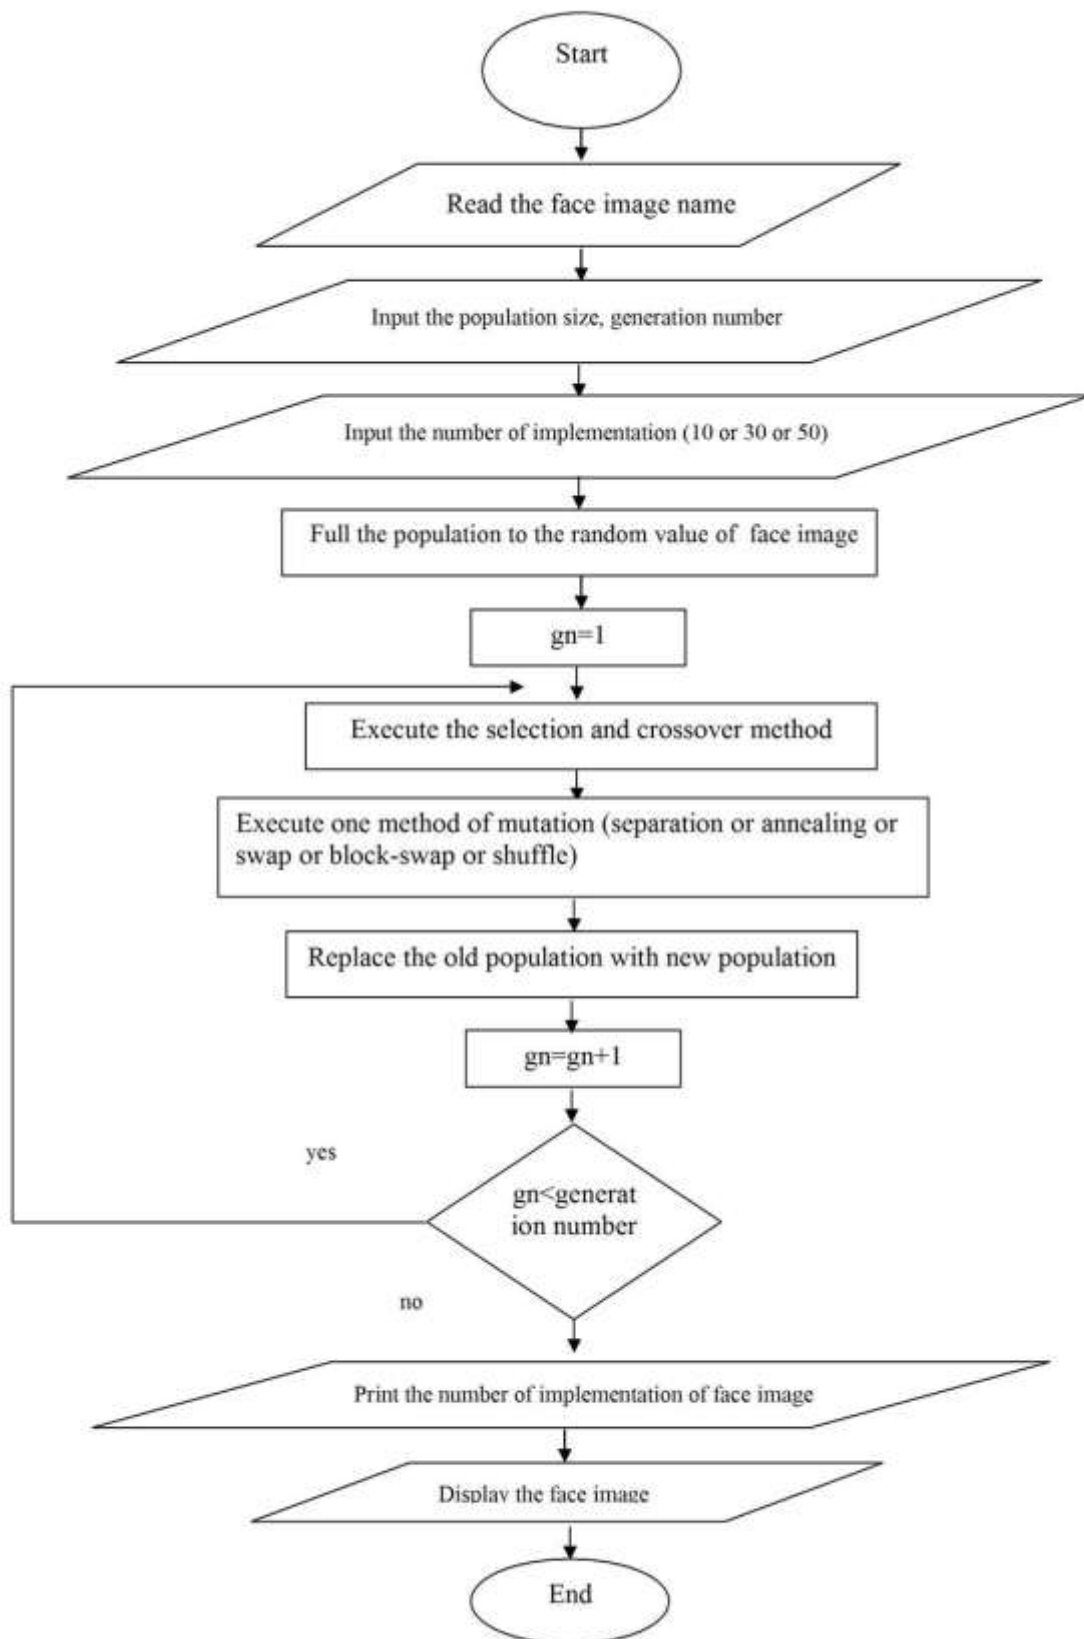 Start
Read the face image name
Input the population size, generation number
Input the number of implementation (10 or 30 or 50)
Full the population to the random value of face image
gn=1
Execute the selection and crossover method
Execute one method of mutation (separation or annealing or
swap or block-swap or shuffle)
Replace the old population with new population
gn=gn+1
yes
gn<generat
ion number
no
Print the number of implementation of face image
Display the face image
End